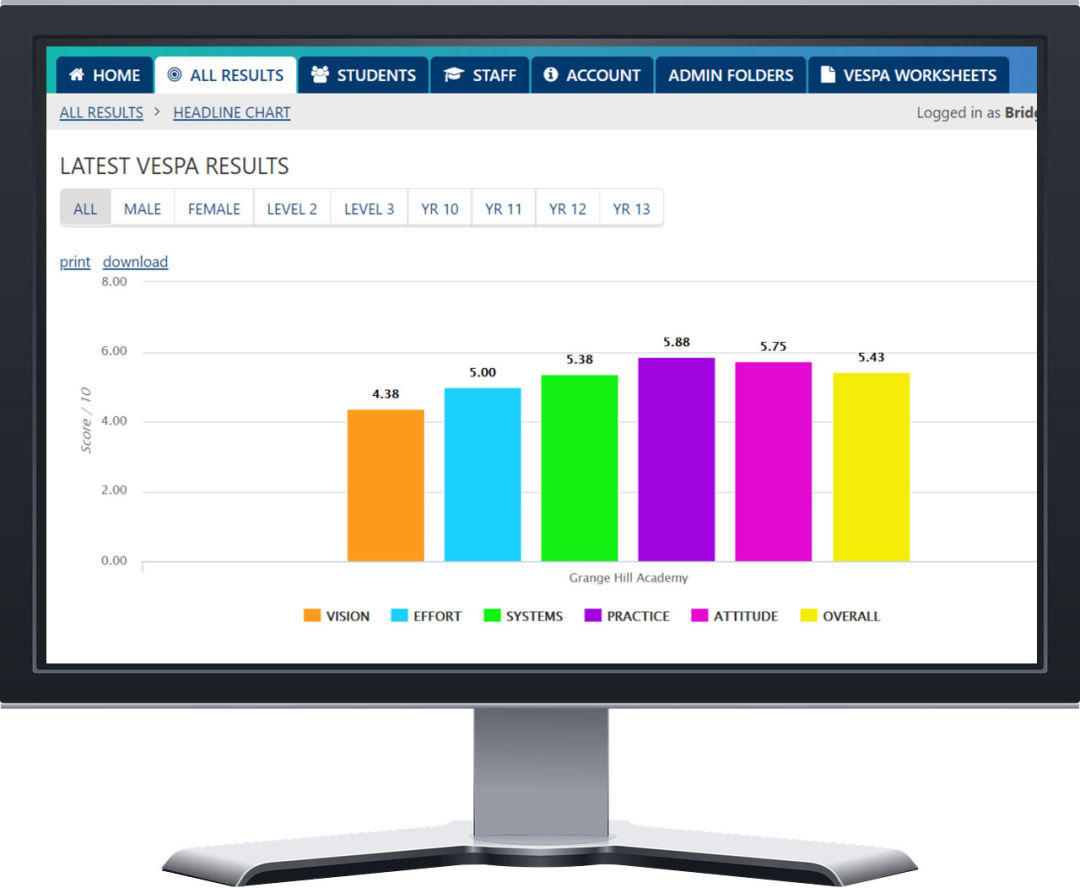 HOME ALL RESULTS STUDENTS STAFF ACCOUNT ADMIN FOLDERS VESPA WORKSHEETS
ALL RESULTS > HEADLINE CHART Logged in as Bridg
LATEST VESPA RESULTS
ALL MALE FEMALE LEVEL 2 LEVEL 3 YR 10 YR 11 YR 12 YR 13
print download
8.00
6.00
4.00
2.00
0.00
Score / 10
4.38
5.00
5.38
5.88
5.75
5.43
Grange Hill Academy
VISION EFFORT SYSTEMS PRACTICE ATTITUDE OVERALL